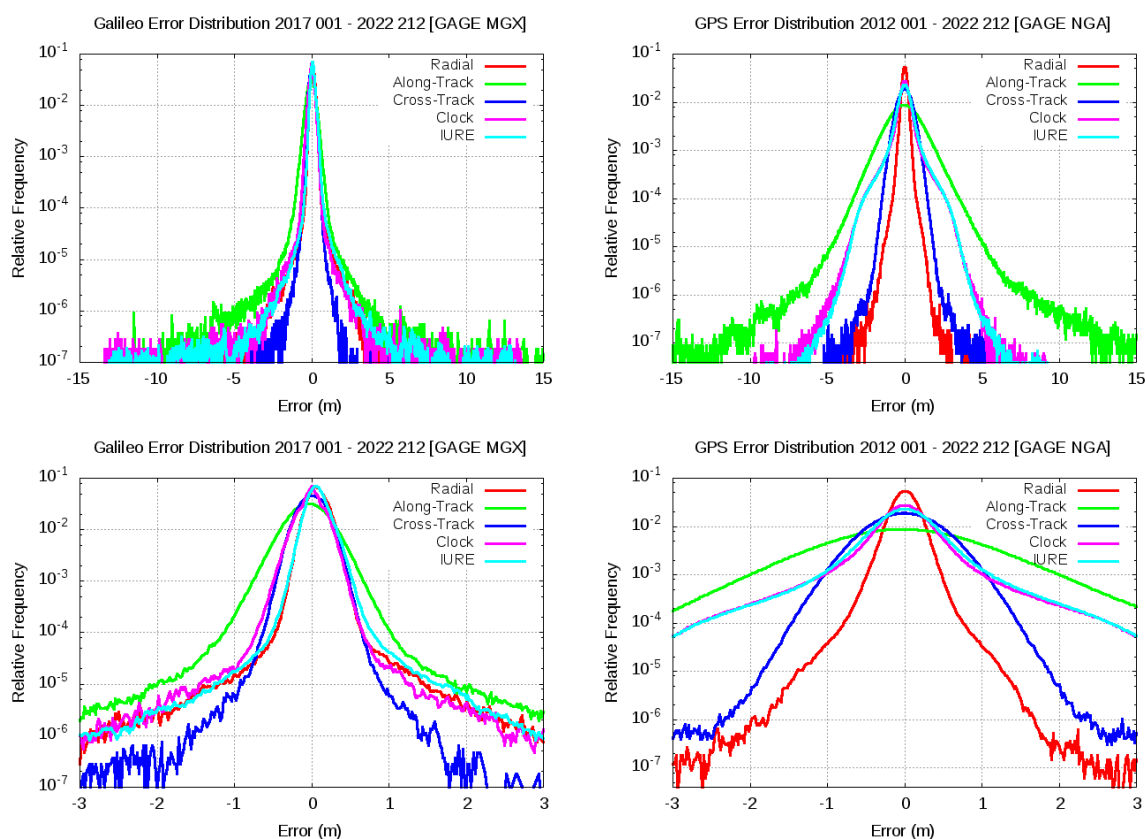 Galileo Error Distribution 2017 001 - 2022 212 [GAGE MGX]
Relative Frequency
10^-1
10^-2
10^-3
10^-4
10^-5
10^-6
10^-7
Radial
Along-Track
Cross-Track
Clock
IURE
-15 -10 -5 0 5 10 15
Error (m)
GPS Error Distribution 2012 001 - 2022 212 [GAGE NGA]
Relative Frequency
10^-1
10^-2
10^-3
10^-4
10^-5
10^-6
10^-7
Radial
Along-Track
Cross-Track
Clock
IURE
-15 -10 -5 0 5 10 15
Error (m)
Galileo Error Distribution 2017 001 - 2022 212 [GAGE MGX]
Relative Frequency
10^-1
10^-2
10^-3
10^-4
10^-5
10^-6
10^-7
Radial
Along-Track
Cross-Track
Clock
IURE
-3 -2 -1 0 1 2 3
Error (m)
GPS Error Distribution 2012 001 - 2022 212 [GAGE NGA]
Relative Frequency
10^-1
10^-2
10^-3
10^-4
10^-5
10^-6
10^-7
Radial
Along-Track
Cross-Track
Clock
IURE
-3 -2 -1 0 1 2 3
Error (m)